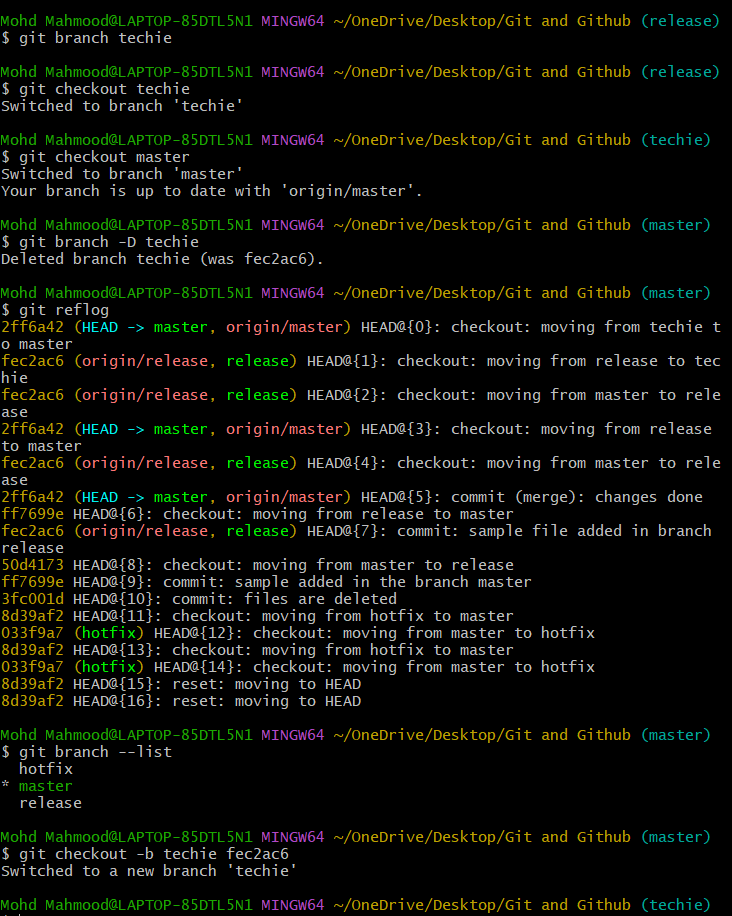 Mohd Mahmood@LAPTOP-85DTL5N1 MINGW64 ~/OneDrive/Desktop/Git and Github (release)
$ git branch techie
Mohd Mahmood@LAPTOP-85DTL5N1 MINGW64 ~/OneDrive/Desktop/Git and Github (release)
$ git checkout techie
Switched to branch 'techie'
Mohd Mahmood@LAPTOP-85DTL5N1 MINGW64 ~/OneDrive/Desktop/Git and Github (techie)
$ git checkout master
Switched to branch 'master'
Your branch is up to date with 'origin/master'.
Mohd Mahmood@LAPTOP-85DTL5N1 MINGW64 ~/OneDrive/Desktop/Git and Github (master)
$ git branch -D techie
Deleted branch techie (was fec2ac6).
Mohd Mahmood@LAPTOP-85DTL5N1 MINGW64 ~/OneDrive/Desktop/Git and Github (master)
$ git reflog
2ff6a42 (HEAD -> master, origin/master) HEAD@{0}: checkout: moving from techie t
o master
fec2ac6 (origin/release, release) HEAD@{1}: checkout: moving from release to tec
hie
fec2ac6 (origin/release, release) HEAD@{2}: checkout: moving from master to rele
ase
2ff6a42 (HEAD -> master, origin/master) HEAD@{3}: checkout: moving from release
to master
fec2ac6 (origin/release, release) HEAD@{4}: checkout: moving from master to rele
ase
2ff6a42 (HEAD -> master, origin/master) HEAD@{5}: commit (merge): changes done
ff7699e HEAD@{6}: checkout: moving from release to master
fec2ac6 (origin/release, release) HEAD@{7}: commit: sample file added in branch
release
50d4173 HEAD@{8}: checkout: moving from master to release
ff7699e HEAD@{9}: commit: sample added in the branch master
3fc001d HEAD@{10}: commit: files are deleted
8d39af2 HEAD@{11}: checkout: moving from hotfix to master
033f9a7 (hotfix) HEAD@{12}: checkout: moving from master to hotfix
8d39af2 HEAD@{13}: checkout: moving from hotfix to master
033f9a7 (hotfix) HEAD@{14}: checkout: moving from master to hotfix
8d39af2 HEAD@{15}: reset: moving to HEAD
8d39af2 HEAD@{16}: reset: moving to HEAD
Mohd Mahmood@LAPTOP-85DTL5N1 MINGW64 ~/OneDrive/Desktop/Git and Github (master)
$ git branch --list
hotfix
* master
release
Mohd Mahmood@LAPTOP-85DTL5N1 MINGW64 ~/OneDrive/Desktop/Git and Github (master)
$ git checkout -b techie fec2ac6
Switched to a new branch 'techie'
Mohd Mahmood@LAPTOP-85DTL5N1 MINGW64 ~/OneDrive/Desktop/Git and Github (techie)